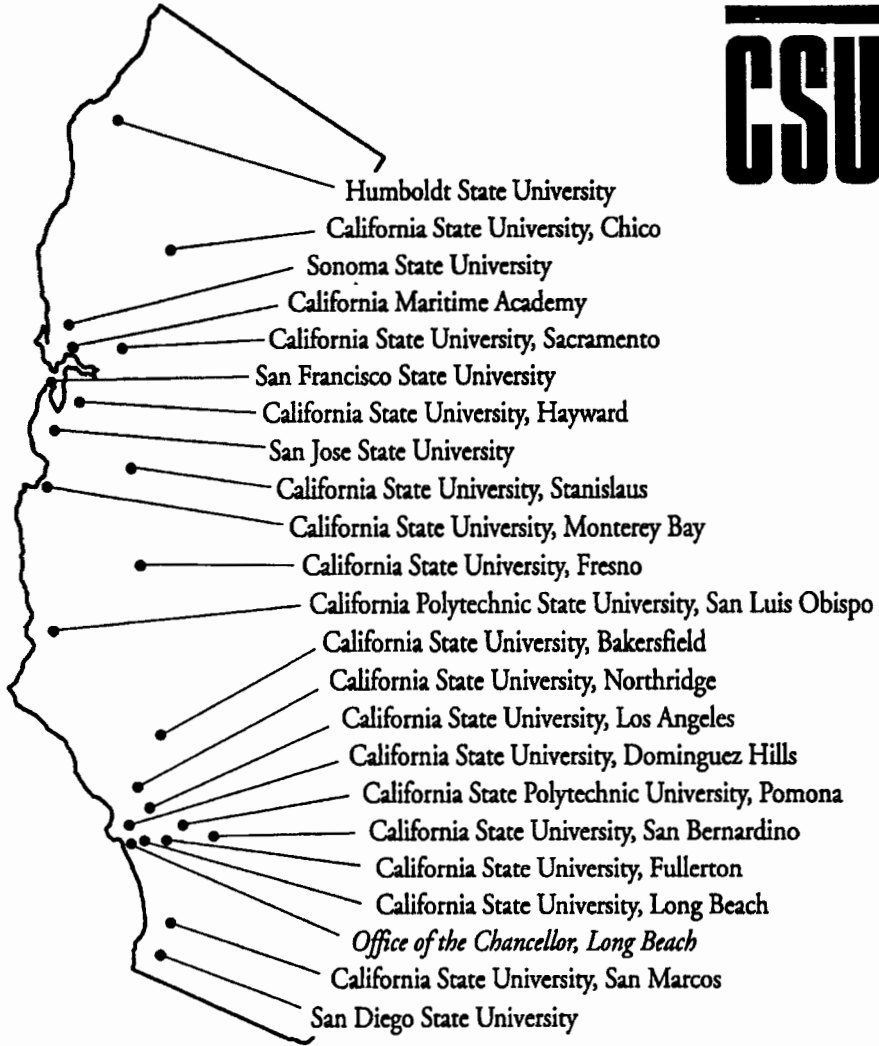 CSU
Humboldt State University
California State University, Chico
Sonoma State University
California Maritime Academy
California State University, Sacramento
San Francisco State University
California State University, Hayward
San Jose State University
California State University, Stanislaus
California State University, Monterey Bay
California State University, Fresno
California Polytechnic State University, San Luis Obispo
California State University, Bakersfield
California State University, Northridge
California State University, Los Angeles
California State University, Dominguez Hills
California State Polytechnic University, Pomona
California State University, San Bernardino
California State University, Fullerton
California State University, Long Beach
Office of the Chancellor, Long Beach
California State University, San Marcos
San Diego State University